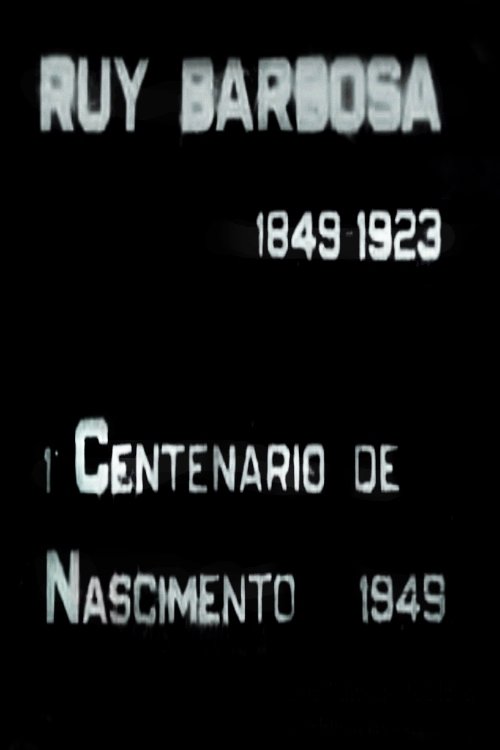 RUY BARBOSA
1849-1923
1º CENTENARIO DE
NASCIMENTO 1949